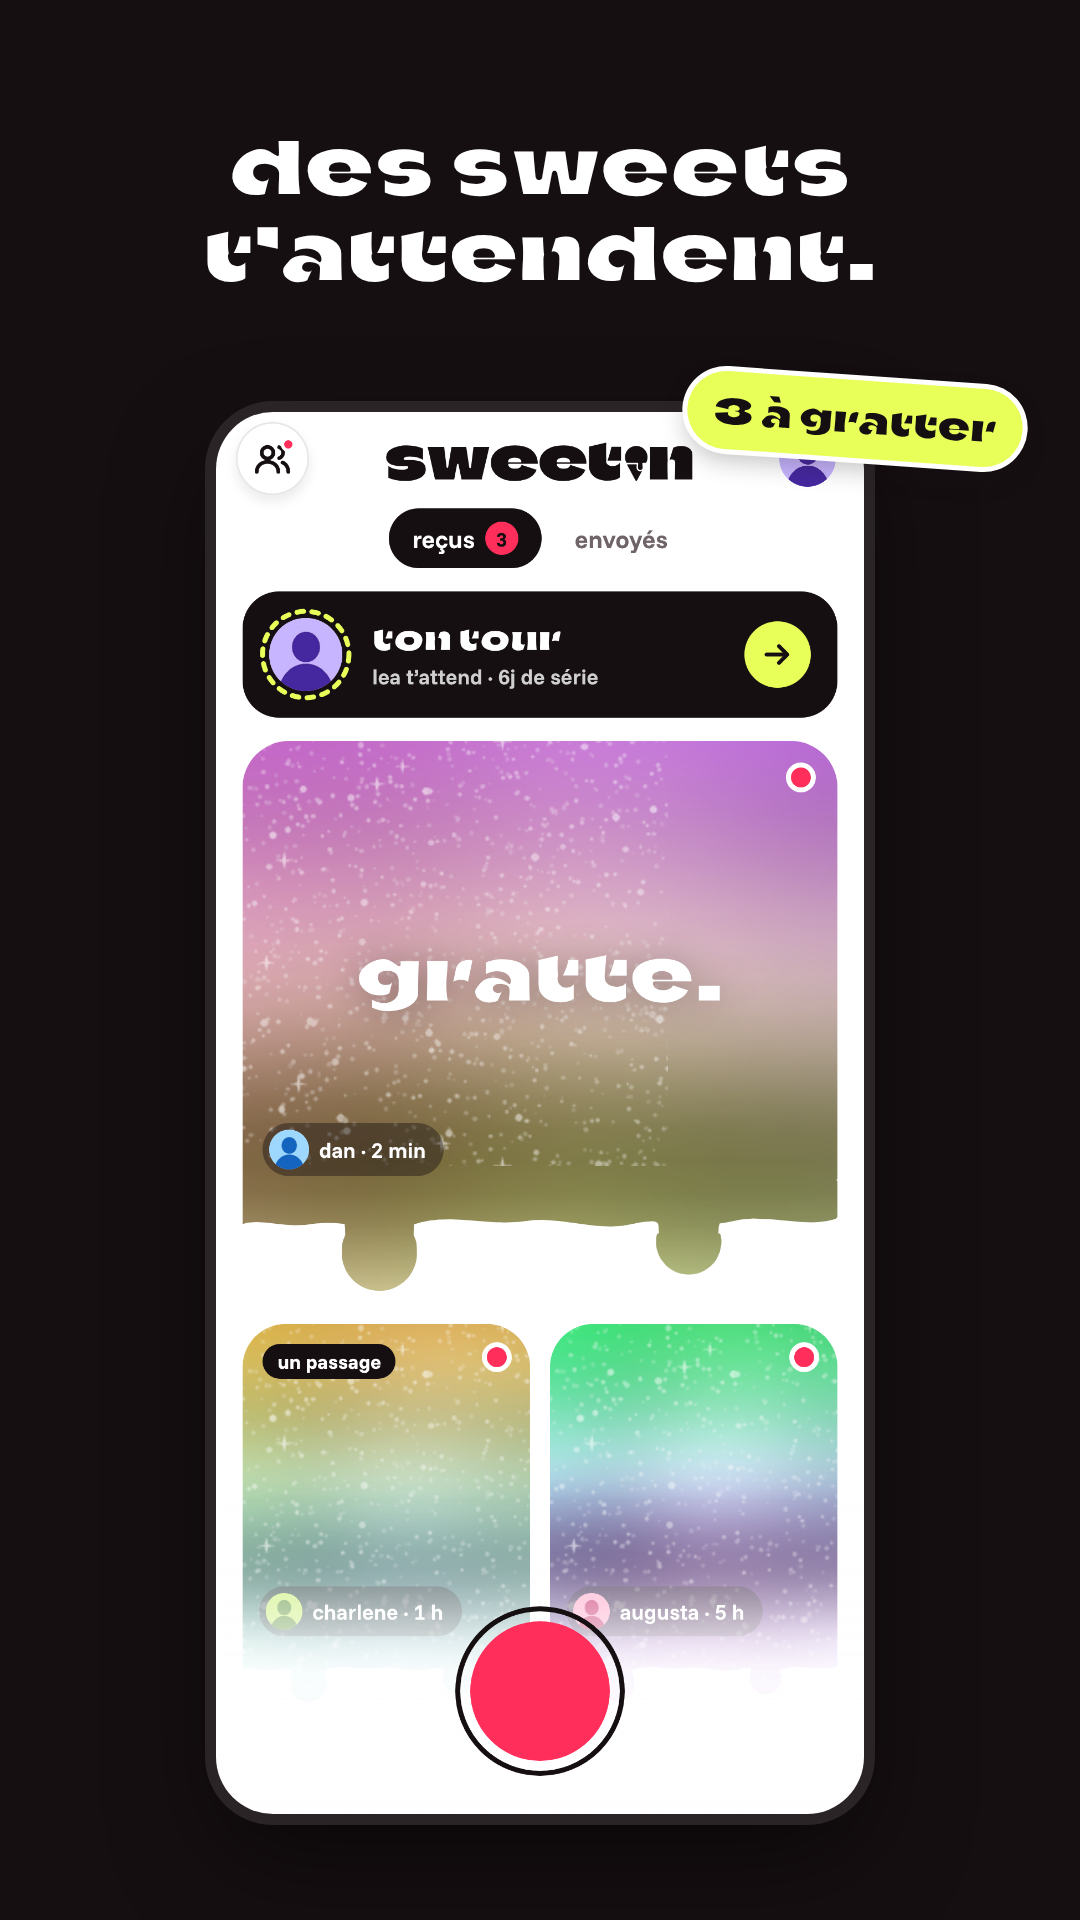 des sweets
t'attendent.
3 à gratter
sweeton
reçus 3
envoyés
ton tour
lea t’attend · 6j de série
gratte.
dan · 2 min
un passage
charlene · 1 h
augusta · 5 h